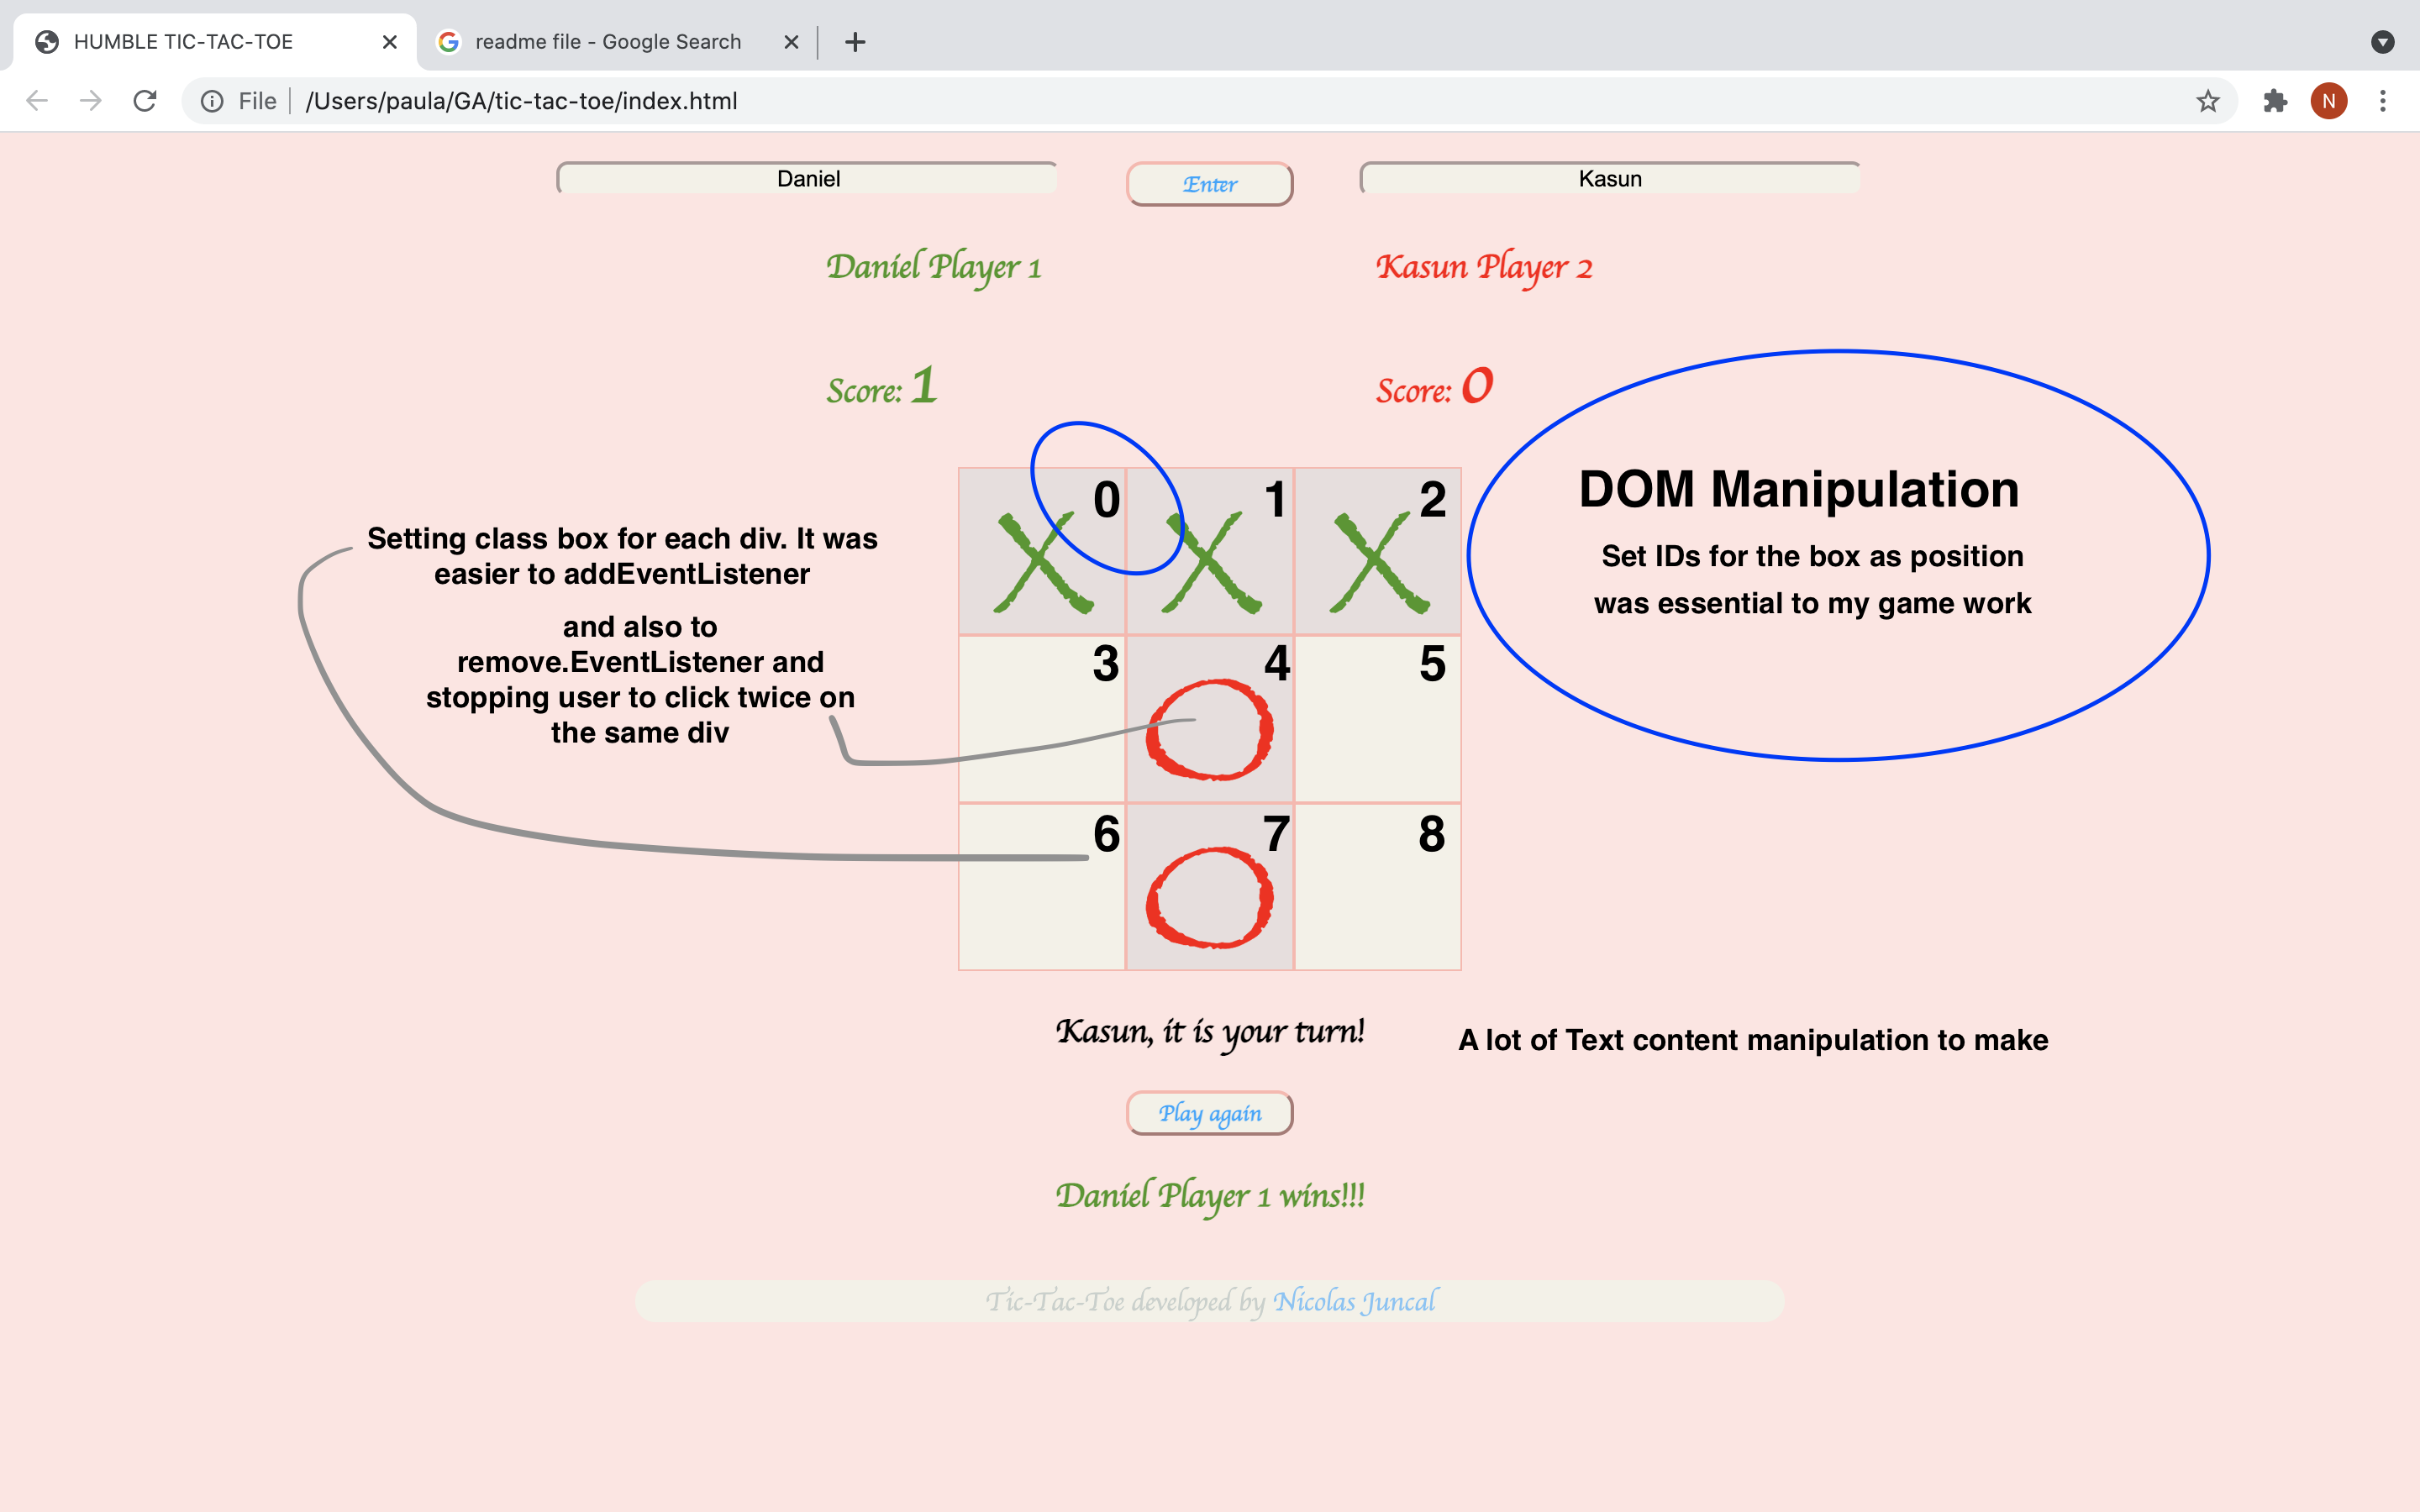 HUMBLE TIC-TAC-TOE
readme file - Google Search
File
/Users/paula/GA/tic-tac-toe/index.html
N
Daniel
Enter
Kasun
Daniel Player 1
Kasun Player 2
Score: 1
Score: 0
0
1
2
DOM Manipulation
Setting class box for each div. It was
easier to addEventListener
Set IDs for the box as position
was essential to my game work
and also to
remove.EventListener and
stopping user to click twice on
the same div
3
4
5
6
7
8
Kasun, it is your turn!
A lot of Text content manipulation to make
Play again
Daniel Player 1 wins!!!
Tic-Tac-Toe developed by Nicolas Juncal